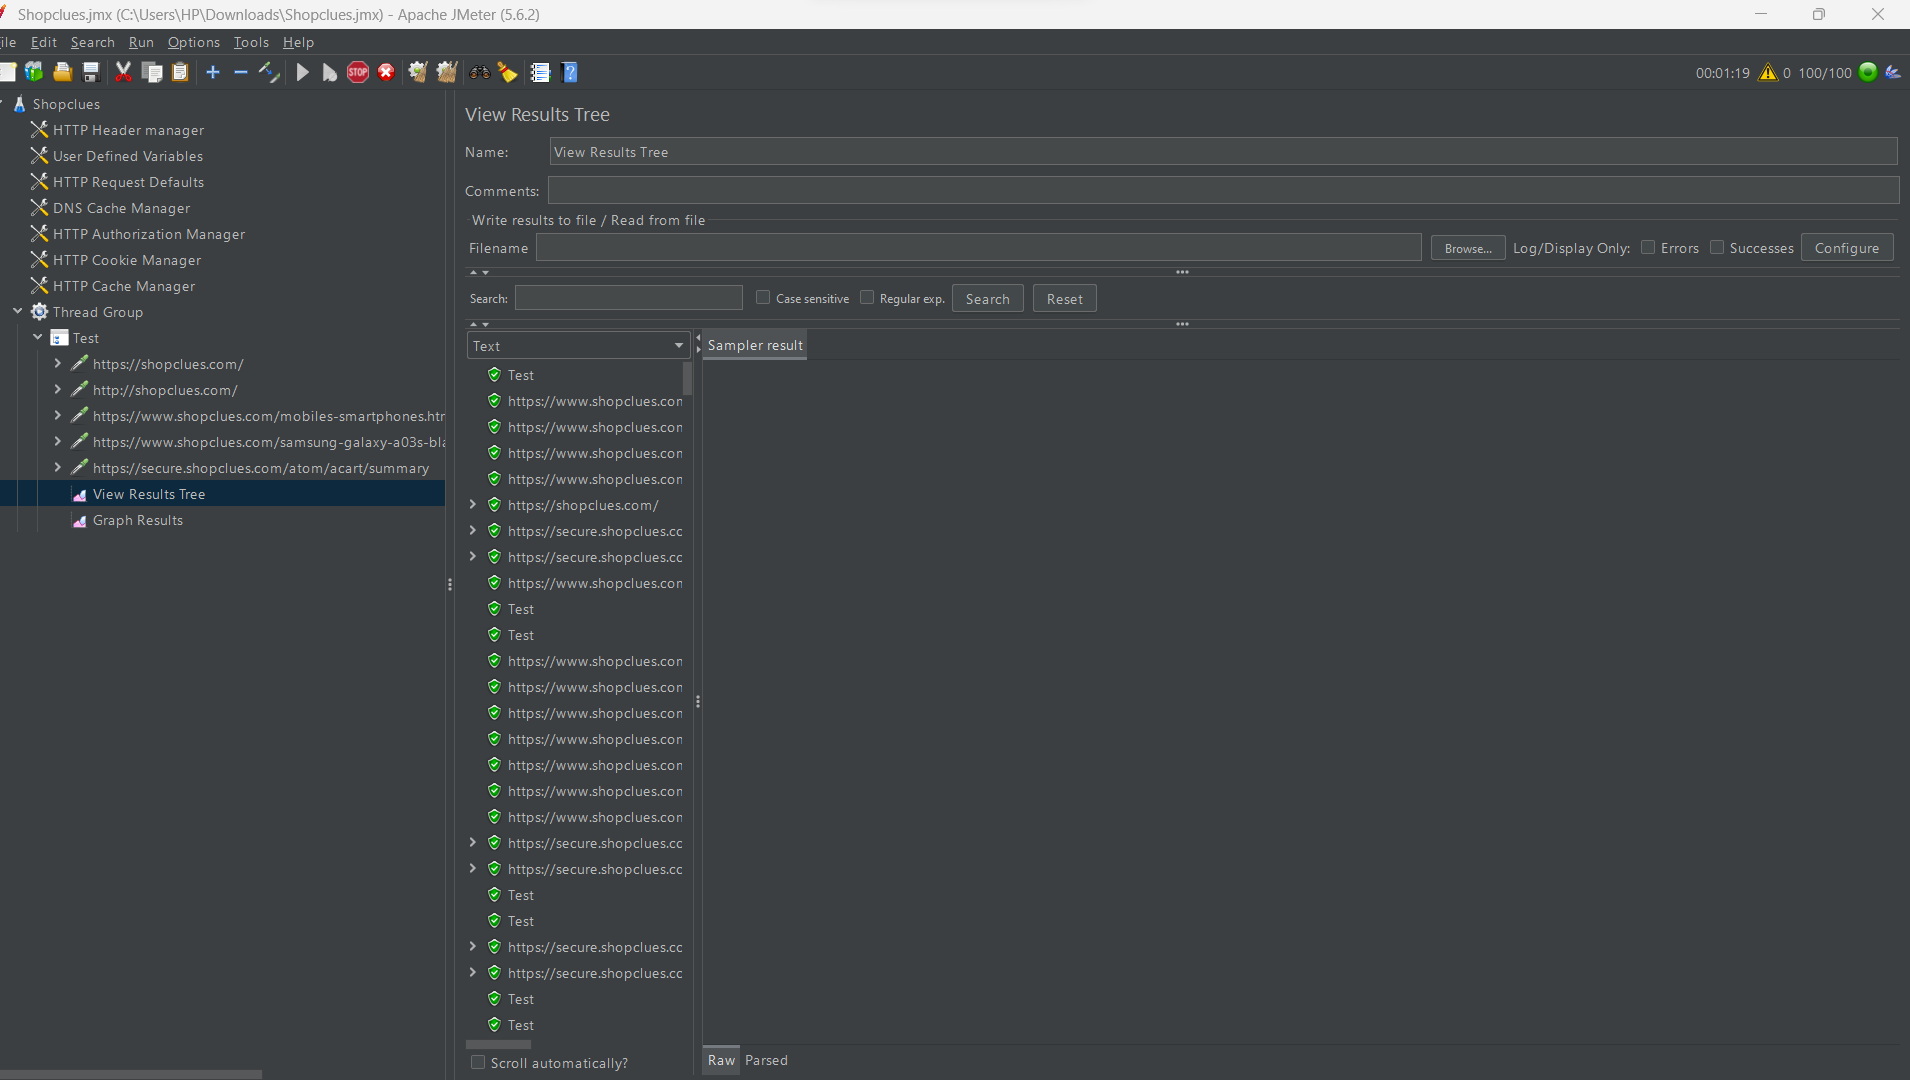 Shopclues.jmx (C:\Users\HP\Downloads\Shopclues.jmx) - Apache JMeter (5.6.2)
ile Edit Search Run Options Tools Help
STOP
00:01:19 0 100/100
Shopclues
HTTP Header manager
User Defined Variables
HTTP Request Defaults
DNS Cache Manager
HTTP Authorization Manager
HTTP Cookie Manager
HTTP Cache Manager
Thread Group
Test
https://shopclues.com/
http://shopclues.com/
https://www.shopclues.com/mobiles-smartphones.htr
https://www.shopclues.com/samsung-galaxy-a03s-bla
https://secure.shopclues.com/atom/acart/summary
View Results Tree
Graph Results
View Results Tree
Name: View Results Tree
Comments:
Write results to file / Read from file
Filename Browse... Log/Display Only: Errors Successes Configure
Search: Case sensitive Regular exp. Search Reset
Text
Sampler result
Test
https://www.shopclues.con
https://www.shopclues.con
https://www.shopclues.con
https://www.shopclues.con
https://shopclues.com/
https://secure.shopclues.cc
https://secure.shopclues.cc
https://www.shopclues.con
Test
Test
https://www.shopclues.con
https://www.shopclues.con
https://www.shopclues.con
https://www.shopclues.con
https://www.shopclues.con
https://www.shopclues.con
https://www.shopclues.con
https://secure.shopclues.cc
https://secure.shopclues.cc
Test
Test
https://secure.shopclues.cc
https://secure.shopclues.cc
Test
Test
Scroll automatically?
Raw Parsed